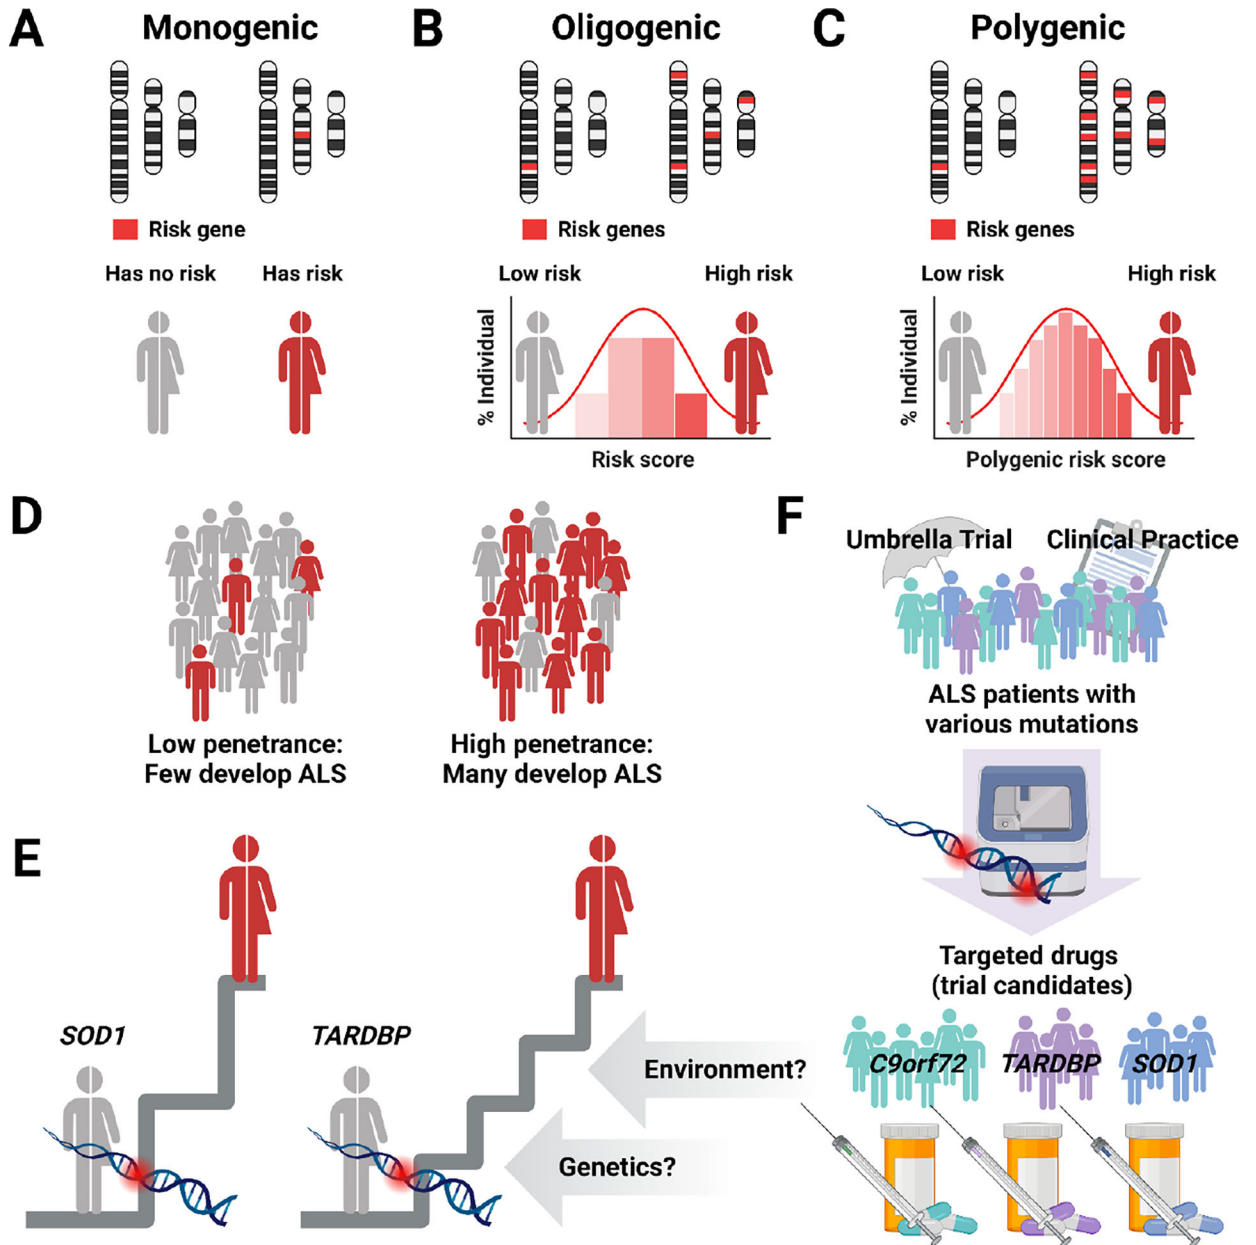 A
Monogenic
Risk gene
Has no risk
Has risk
B
Oligogenic
Risk genes
Low risk
High risk
% Individual
Risk score
C
Polygenic
Risk genes
Low risk
High risk
% Individual
Polygenic risk score
D
Low penetrance:
Few develop ALS
High penetrance:
Many develop ALS
E
SOD1
TARDBP
Environment?
Genetics?
F
Umbrella Trial
Clinical Practice
ALS patients with
various mutations
Targeted drugs
(trial candidates)
C9orf72
TARDBP
SOD1